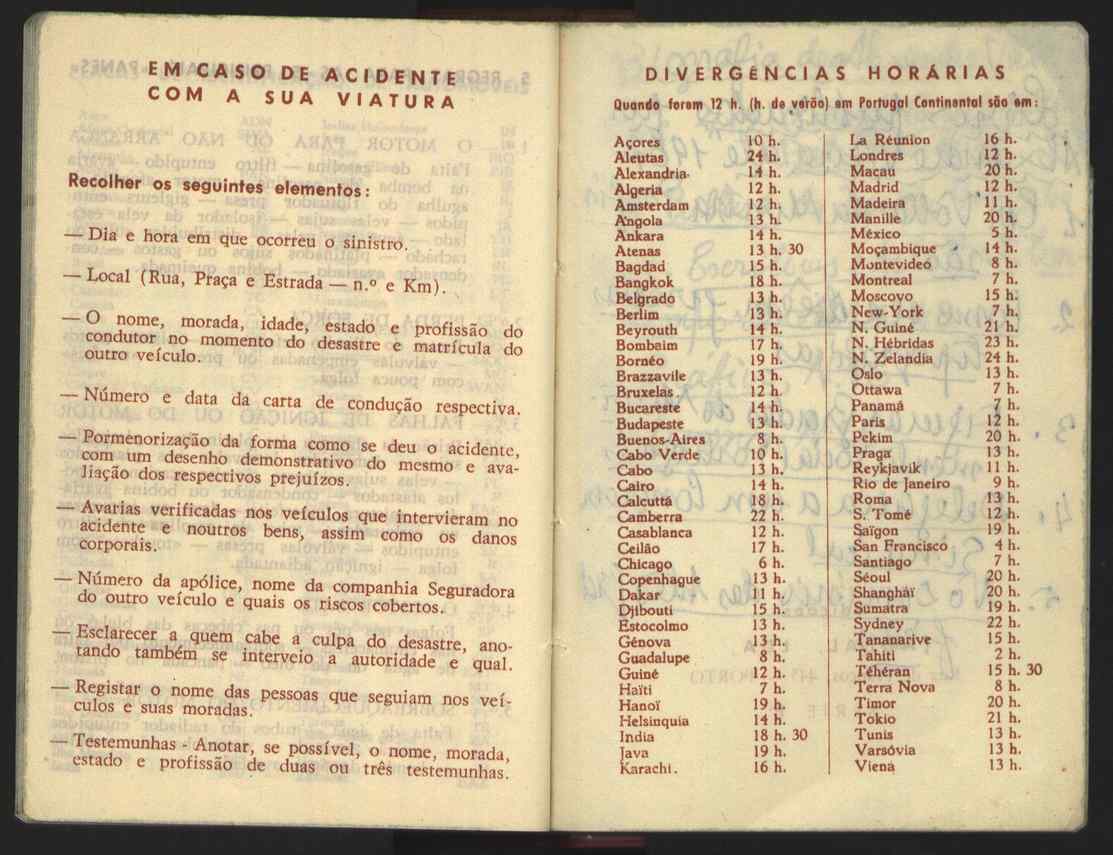 EM CASO DE ACIDENTE
COM A SUA VIATURA
Recolher os seguintes elementos:
— Dia e hora em que ocorreu o sinistro.
— Local (Rua, Praça e Estrada — n.º e Km).
— O nome, morada, idade, estado e profissão do
condutor no momento do desastre e matrícula do
outro veículo.
— Número e data da carta de condução respectiva.
— Pormenorização da forma como se deu o acidente,
com um desenho demonstrativo do mesmo e ava-
liação dos respectivos prejuízos.
— Avarias verificadas nos veículos que intervieram no
acidente e noutros bens, assim como os danos
corporais.
— Número da apólice, nome da companhia Seguradora
do outro veículo e quais os riscos cobertos.
— Esclarecer a quem cabe a culpa do desastre, ano-
tando também se interveio a autoridade e qual.
— Registar o nome das pessoas que seguiam nos veí-
culos e suas moradas.
— Testemunhas - Anotar, se possível, o nome, morada,
estado e profissão de duas ou três testemunhas.
DIVERGÊNCIAS HORÁRIAS
Quando forem 12 h. (h. de verão) em Portugal Continental são em:
Açores 10 h.
Aleutas 24 h.
Alexandria 14 h.
Algeria 12 h.
Amsterdam 12 h.
Angola 13 h.
Ankara 14 h.
Atenas 13 h. 30
Bagdad 15 h.
Bangkok 18 h.
Belgrado 13 h.
Berlim 13 h.
Beyrouth 14 h.
Bombaim 17 h.
Bornéo 19 h.
Brazzavile 13 h.
Bruxelas 12 h.
Bucareste 14 h.
Budapeste 13 h.
Buenos-Aires 8 h.
Cabo Verde 10 h.
Cabo 13 h.
Cairo 14 h.
Calcuttá 18 h.
Camberra 22 h.
Casablanca 12 h.
Ceilão 17 h.
Chicago 6 h.
Copenhague 13 h.
Dakar 11 h.
Djibouti 15 h.
Estocolmo 13 h.
Génova 13 h.
Guadalupe 8 h.
Guiné 12 h.
Haïti 7 h.
Hanoï 19 h.
Helsinquia 14 h.
India 18 h. 30
Java 19 h.
Karachi. 16 h.
La Réunion 16 h.
Londres 12 h.
Macau 20 h.
Madrid 12 h.
Madeira 11 h.
Manille 20 h.
México 5 h.
Moçambique 14 h.
Montevideo 8 h.
Montreal 7 h.
Moscovo 15 h.
New-York 7 h.
N. Guiné 21 h.
N. Hébridas 23 h.
N. Zelandia 24 h.
Oslo 13 h.
Ottawa 7 h.
Panamá 7 h.
Paris 12 h.
Pekim 20 h.
Praga 13 h.
Reykjavik 11 h.
Rio de Janeiro 9 h.
Roma 13 h.
S. Tomé 12 h.
Saïgon 19 h.
San Francisco 4 h.
Santiago 7 h.
Séoul 20 h.
Shanghaï 20 h.
Sumatra 19 h.
Sydney 22 h.
Tananarive 15 h.
Tahiti 2 h.
Téhéran 15 h. 30
Terra Nova 8 h.
Timor 20 h.
Tokio 21 h.
Tunis 13 h.
Varsóvia 13 h.
Viena 13 h.